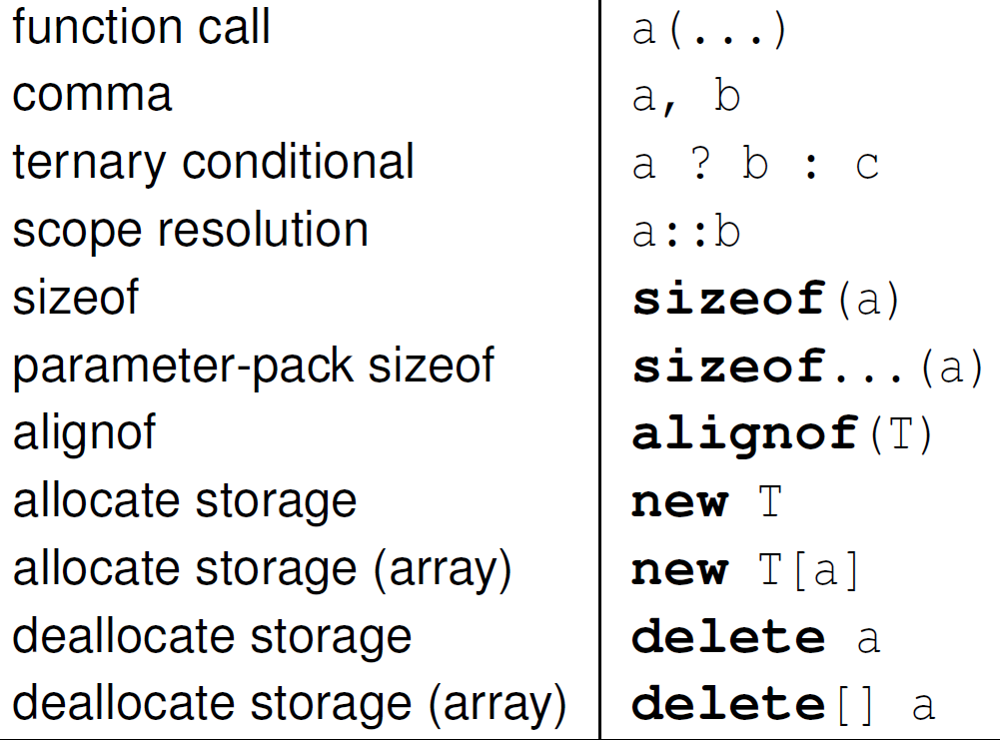 function call a(...)
comma a, b
ternary conditional a ? b : c
scope resolution a::b
sizeof sizeof(a)
parameter-pack sizeof sizeof...(a)
alignof alignof(T)
allocate storage new T
allocate storage (array) new T[a]
deallocate storage delete a
deallocate storage (array) delete[] a